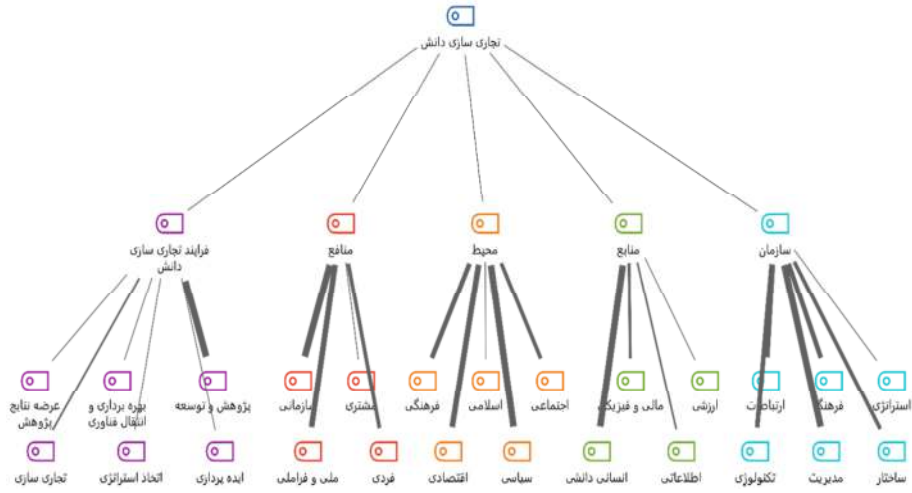 تجاری سازی دانش
سازمان
منابع
محیط
منافع
فرایند تجاری سازی
دانش
استراتژی
فرهنگ
ارتباطات
ارزشی
مالی و فیزیکی
اجتماعی
اسلامی
فرهنگی
مشتری
سازمانی
پژوهش و توسعه
بهره برداری و
انتقال فناوری
عرضه نتایج
پژوهش
ساختار
مدیریت
تکنولوژی
اطلاعاتی
انسانی دانشی
سیاسی
اقتصادی
فردی
ملی و فراملی
ایده پردازی
اتخاذ استراتژی
تجاری سازی